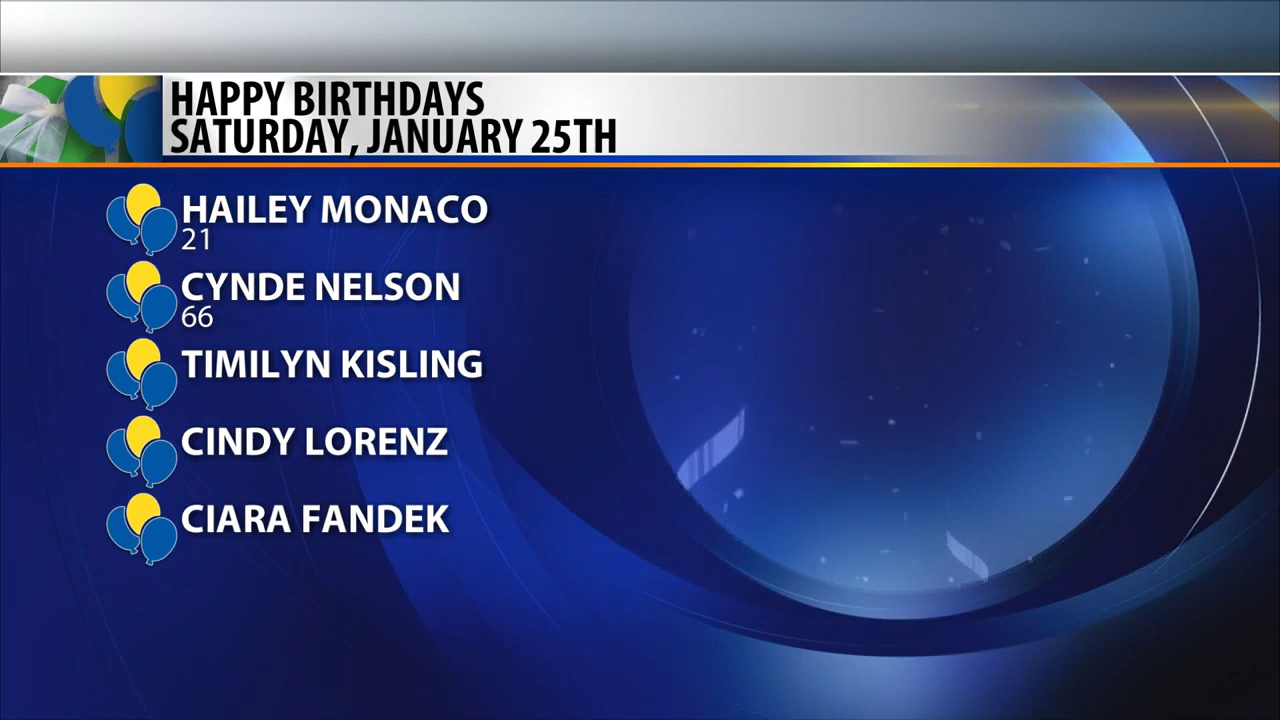 HAPPY BIRTHDAYS
SATURDAY, JANUARY 25TH
HAILEY MONACO
21
CYNDE NELSON
66
TIMILYN KISLING
CINDY LORENZ
CIARA FANDEK